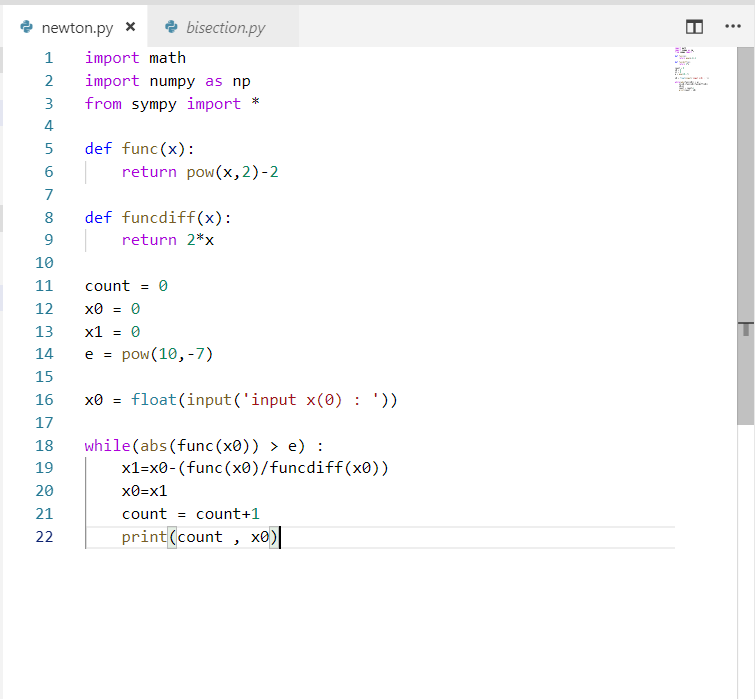 newton.py × bisection.py ···
1 import math
2 import numpy as np
3 from sympy import *
4
5 def func(x):
6     return pow(x,2)-2
7
8 def funcdiff(x):
9     return 2*x
10
11 count = 0
12 x0 = 0
13 x1 = 0
14 e = pow(10,-7)
15
16 x0 = float(input('input x(0) : '))
17
18 while(abs(func(x0)) > e) :
19     x1=x0-(func(x0)/funcdiff(x0))
20     x0=x1
21     count = count+1
22     print(count , x0)